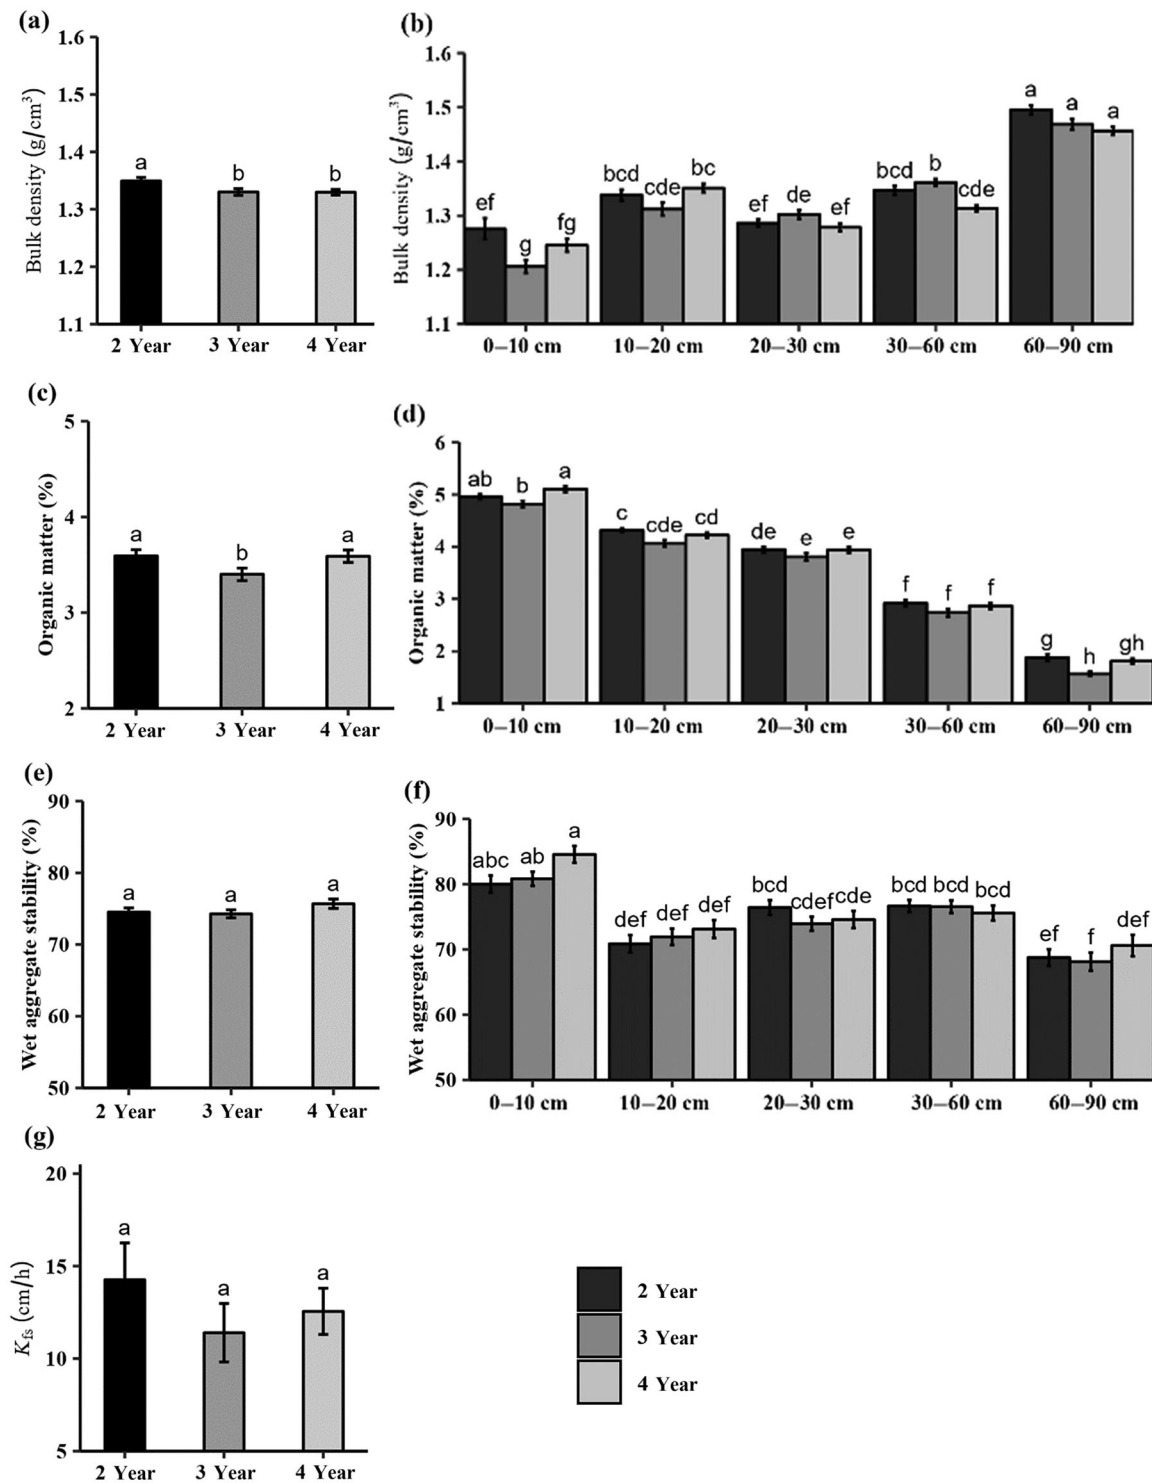 (a)
Bulk density (g/cm³)
1.6
1.5
1.4
1.3
1.2
1.1
a
b
b
2 Year
3 Year
4 Year
(b)
Bulk density (g/cm³)
1.6
1.5
1.4
1.3
1.2
1.1
ef
g
fg
bcd
cde
bc
ef
de
ef
bcd
b
cde
a
a
a
0–10 cm
10–20 cm
20–30 cm
30–60 cm
60–90 cm
(c)
Organic matter (%)
5
4
3
2
a
b
a
2 Year
3 Year
4 Year
(d)
Organic matter (%)
6
5
4
3
2
1
ab
b
a
c
cde
cd
de
e
e
f
f
f
g
h
gh
0–10 cm
10–20 cm
20–30 cm
30–60 cm
60–90 cm
(e)
Wet aggregate stability (%)
90
80
70
60
50
a
a
a
2 Year
3 Year
4 Year
(f)
Wet aggregate stability (%)
90
80
70
60
50
abc
ab
a
def
def
def
bcd
cdef
cde
bcd
bcd
bcd
ef
f
def
0–10 cm
10–20 cm
20–30 cm
30–60 cm
60–90 cm
(g)
Kfs (cm/h)
20
15
10
5
a
a
a
2 Year
3 Year
4 Year
2 Year
3 Year
4 Year